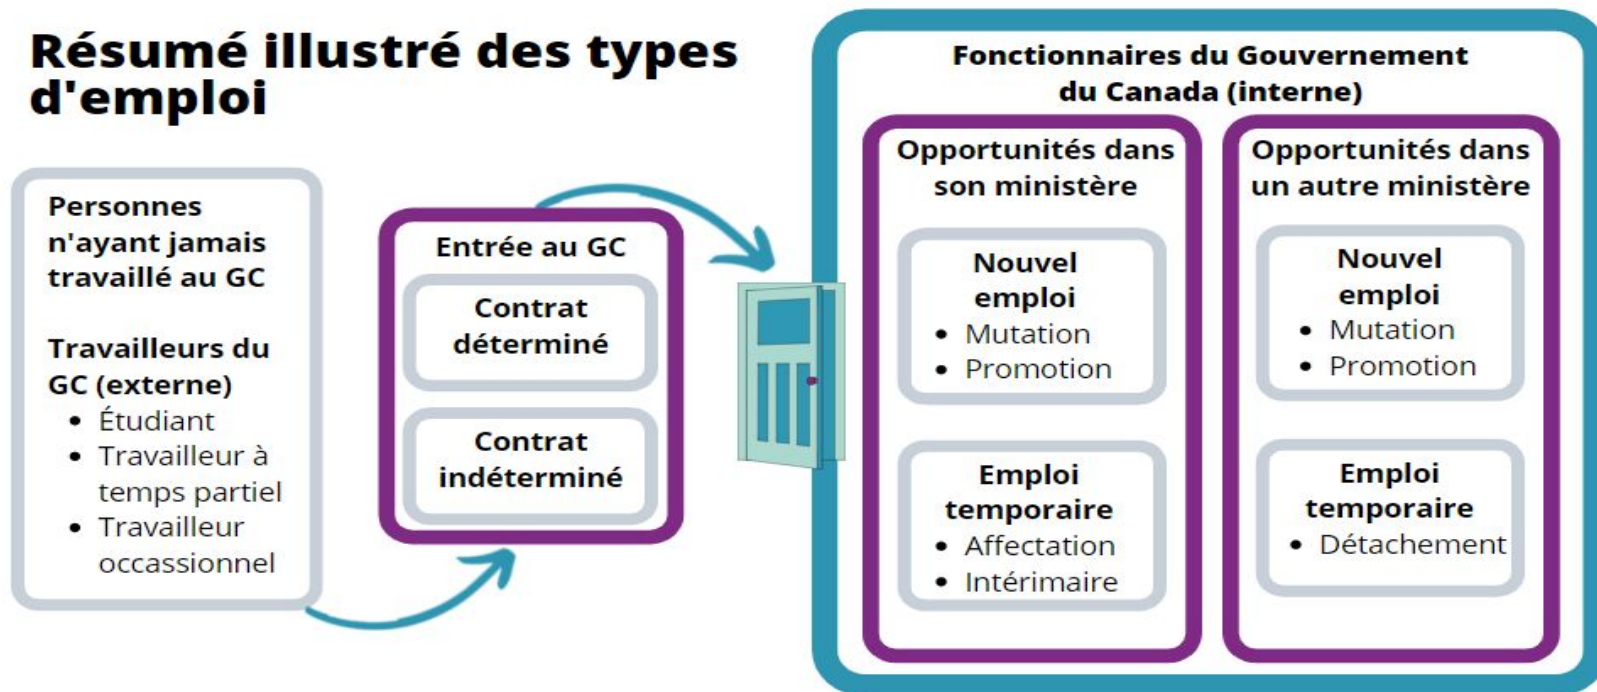 Résumé illustré des types
d'emploi
Personnes
n'ayant jamais
travaillé au GC
Travailleurs du
GC (externe)
• Étudiant
• Travailleur à
temps partiel
• Travailleur
occassionnel
Entrée au GC
Contrat
déterminé
Contrat
indéterminé
Fonctionnaires du Gouvernement
du Canada (interne)
Opportunités dans
son ministère
Nouvel
emploi
• Mutation
• Promotion
Emploi
temporaire
• Affectation
• Intérimaire
Opportunités dans
un autre ministère
Nouvel
emploi
• Mutation
• Promotion
Emploi
temporaire
• Détachement